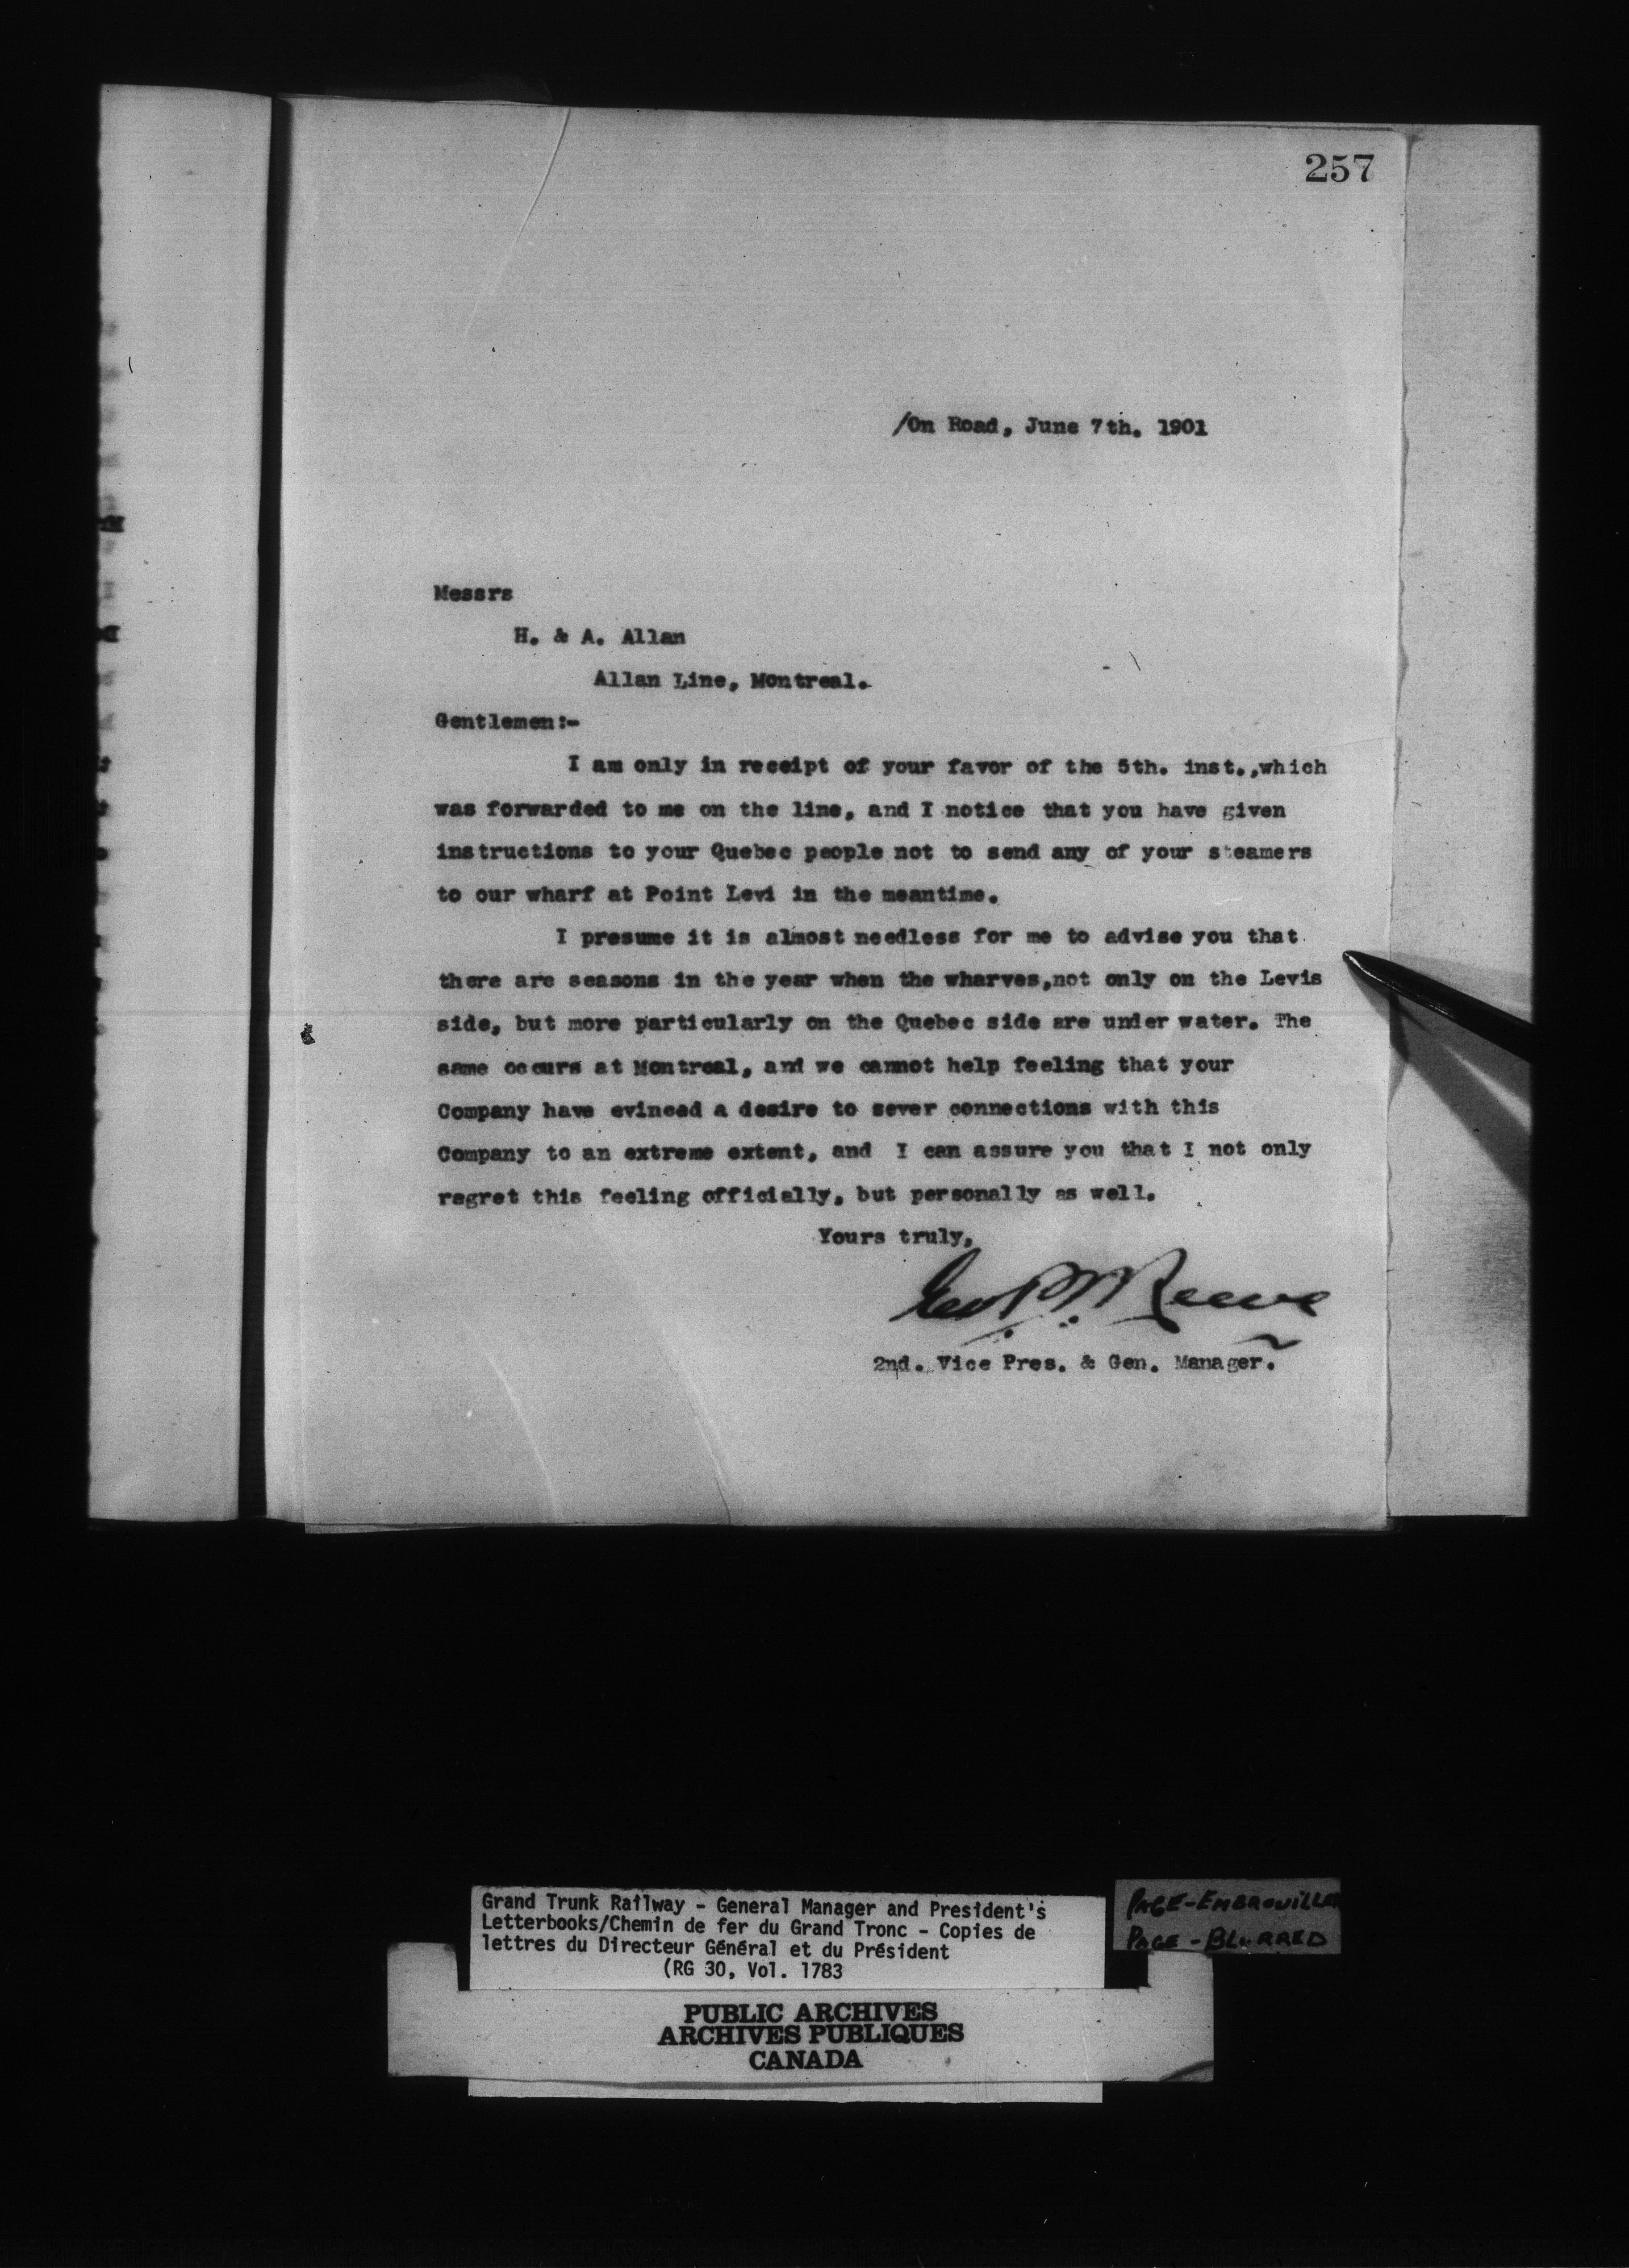 257
/On Road, June 7th. 1901
Messrs
H. & A. Allan
Allan Line, Montreal.
Gentlemen:-
I am only in receipt of your favor of the 5th. inst.,which
was forwarded to me on the line, and I notice that you have given
instructions to your Quebec people not to send any of your steamers
to our wharf at Point Levi in the meantime.
I presume it is almost needless for me to advise you that
there are seasons in the year when the wharves,not only on the Levis
side, but more particularly on the Quebec side are under water. The
same occurs at Montreal, and we cannot help feeling that your
Company have evinced a desire to sever connections with this
Company to an extreme extent, and I can assure you that I not only
regret this feeling officially, but personally as well.
Yours truly,
Geo. B. Reeve
2nd. Vice Pres. & Gen. Manager.
Grand Trunk Railway - General Manager and President's
Letterbooks/Chemin de fer du Grand Tronc - Copies de
lettres du Directeur Général et du Président
(RG 30, Vol. 1783
PAGE-EMBROUILLE
PAGE - BLURRED
PUBLIC ARCHIVES
ARCHIVES PUBLIQUES
CANADA